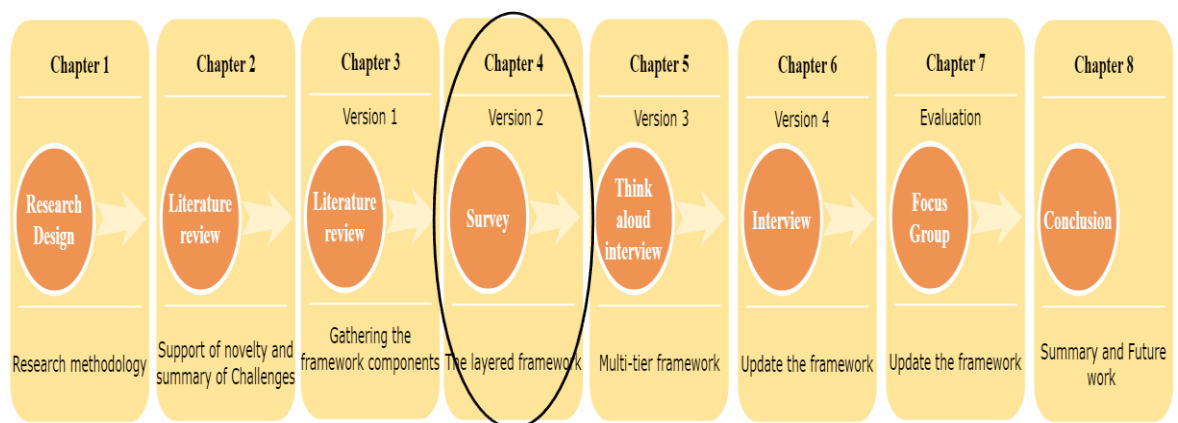 Chapter 1
Research
Design
Research methodology
Chapter 2
Literature
review
Support of novelty and
summary of Challenges
Chapter 3
Version 1
Literature
review
Gathering the
framework components
Chapter 4
Version 2
Survey
The layered framework
Chapter 5
Version 3
Think
aloud
interview
Multi-tier framework
Chapter 6
Version 4
Interview
Update the framework
Chapter 7
Evaluation
Focus
Group
Update the framework
Chapter 8
Conclusion
Summary and Future
work